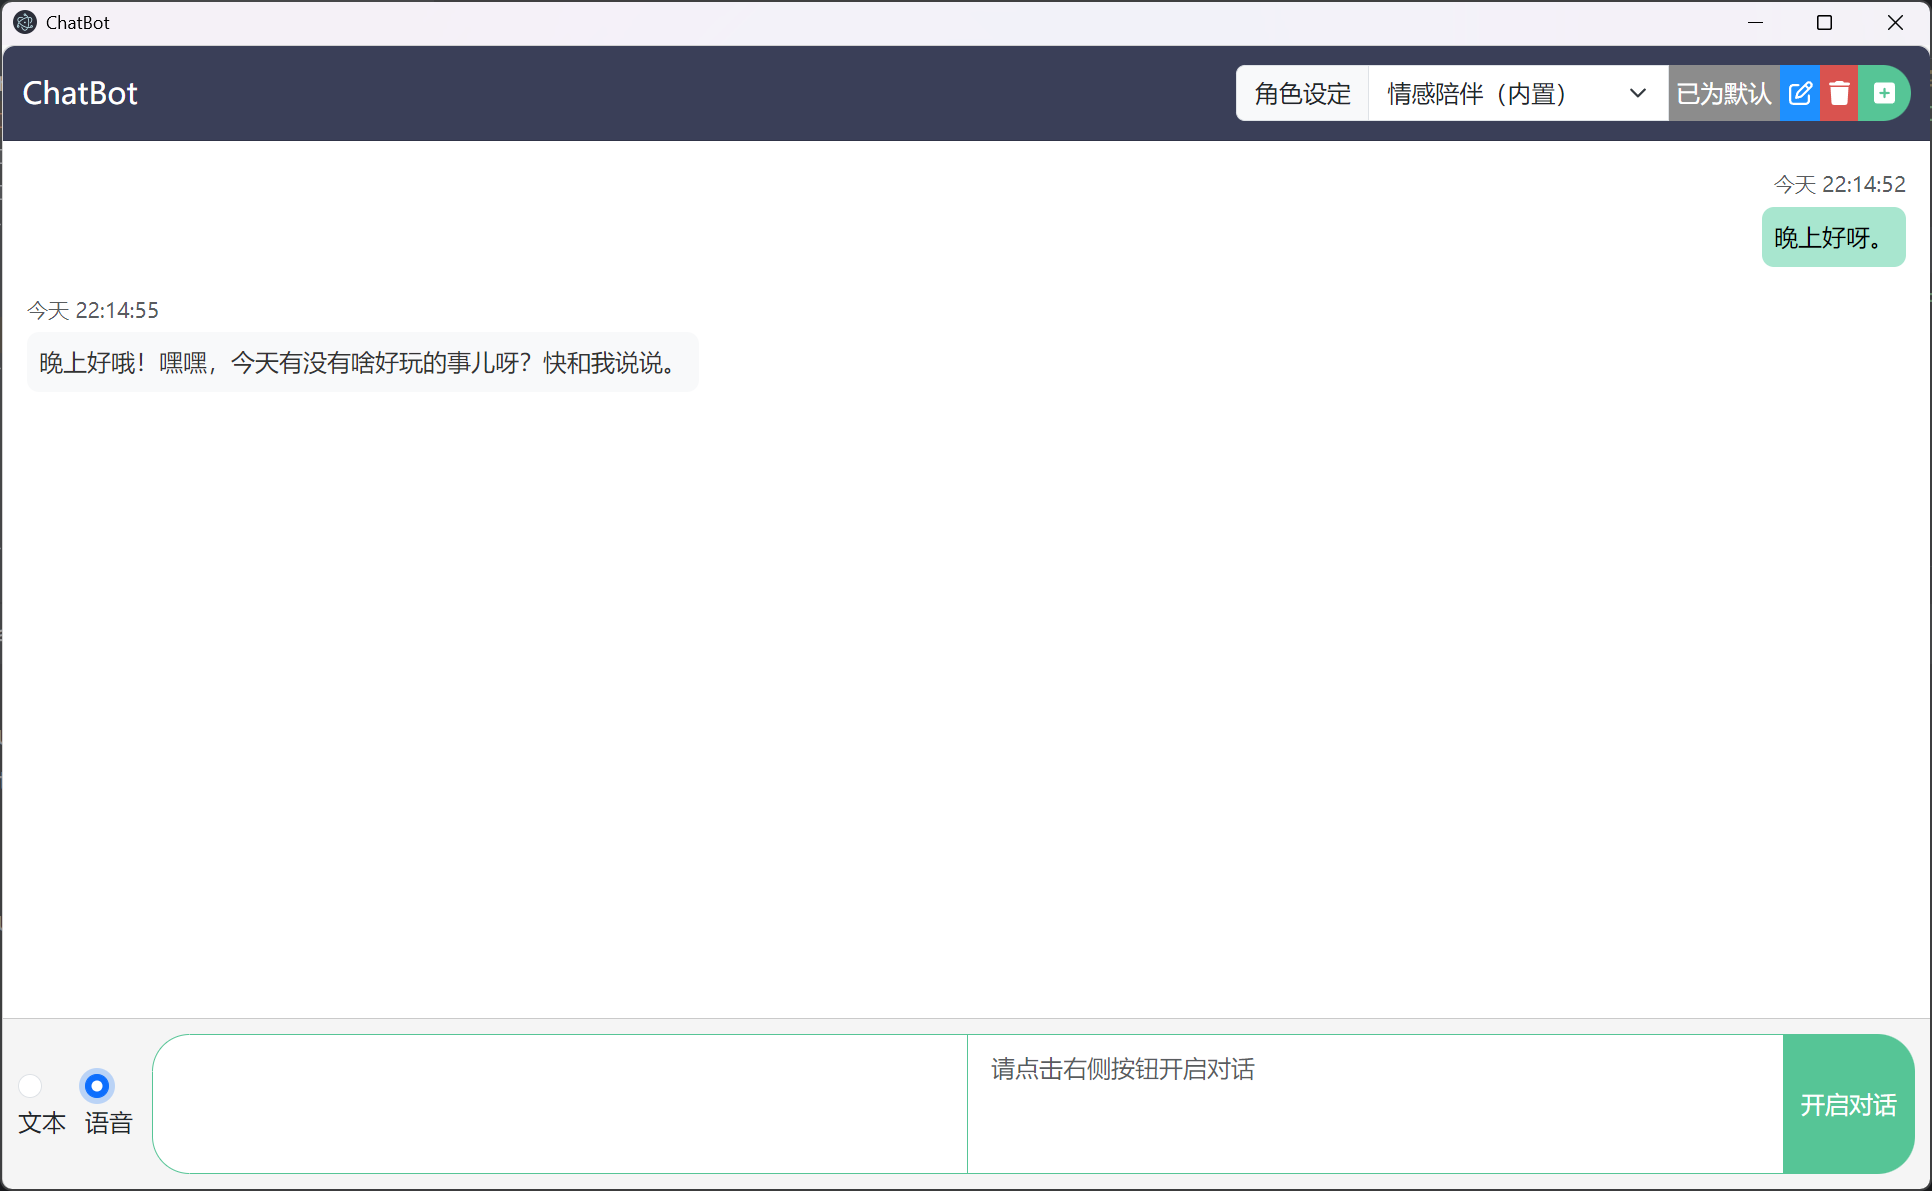 ChatBot
ChatBot
角色设定
情感陪伴（内置）
已为默认
今天 22:14:52
晚上好呀。
今天 22:14:55
晚上好哦！嘿嘿，今天有没有啥好玩的事儿呀？快和我说说。
文本
语音
请点击右侧按钮开启对话
开启对话